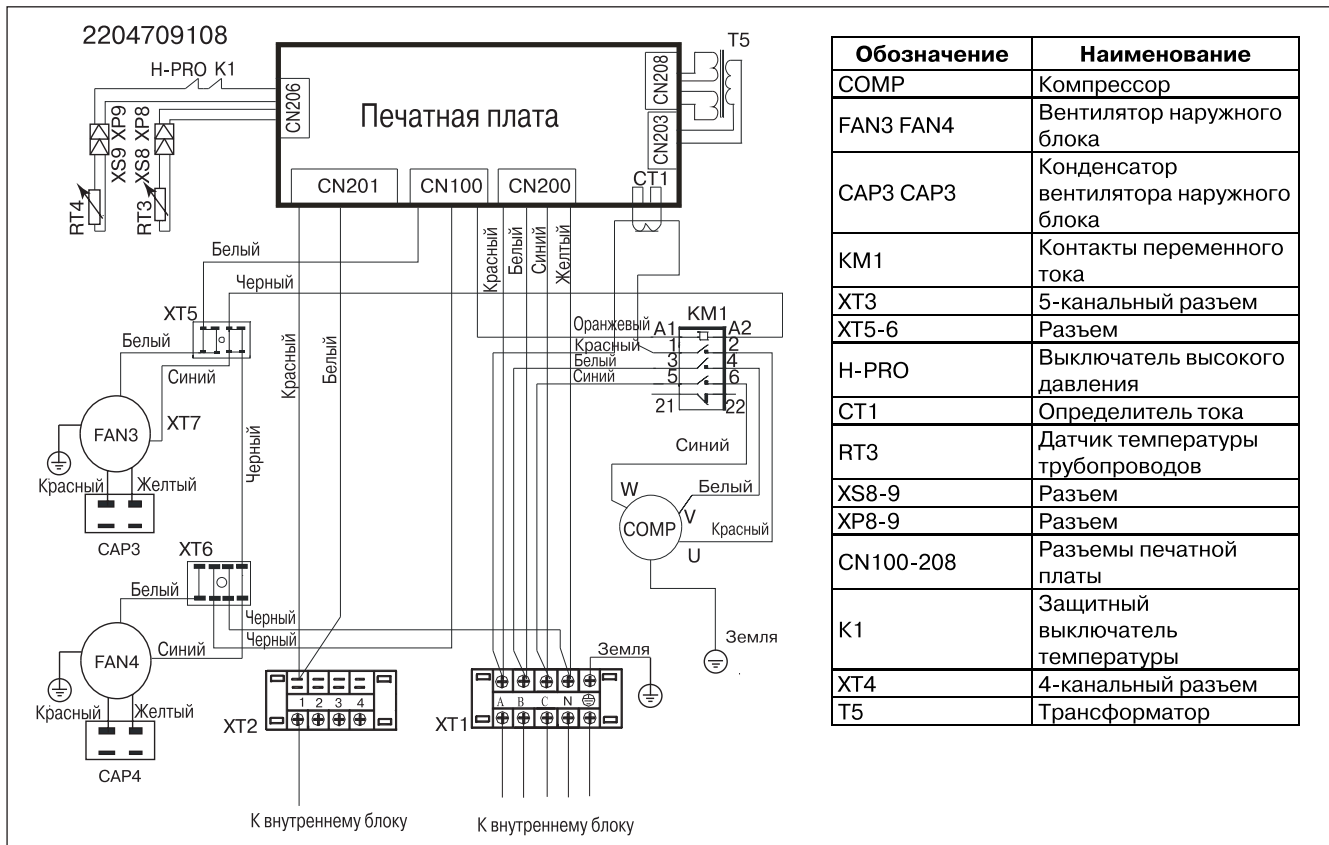 2204709108
H-PRO K1
T5
CN206
Печатная плата
CN208
CN203
XS9 XP9
XS8 XP8
RT4
RT3
CN201
CN100
CN200
CT1
Белый
Черный
Красный
Белый
Синий
Желтый
XT5
Белый
Синий
Красный
Белый
Оранжевый
Красный
Белый
Синий
KM1
A1
A2
1
2
3
4
5
6
21
22
FAN3
XT7
Черный
Красный
Желтый
CAP3
Синий
W
Белый
V
COMP
Красный
U
XT6
Белый
Черный
Черный
Синий
FAN4
Красный
Желтый
CAP4
Земля
Земля
1 2 3 4
XT2
A B C N
XT1
К внутреннему блоку
К внутреннему блоку
Обозначение Наименование
COMP Компрессор
FAN3 FAN4 Вентилятор наружного
блока
CAP3 CAP3 Конденсатор
вентилятора наружного
блока
KM1 Контакты переменного
тока
XT3 5-канальный разъем
XT5-6 Разъем
H-PRO Выключатель высокого
давления
CT1 Определитель тока
RT3 Датчик температуры
трубопроводов
XS8-9 Разъем
XP8-9 Разъем
CN100-208 Разъемы печатной
платы
K1 Защитный
выключатель
температуры
XT4 4-канальный разъем
T5 Трансформатор